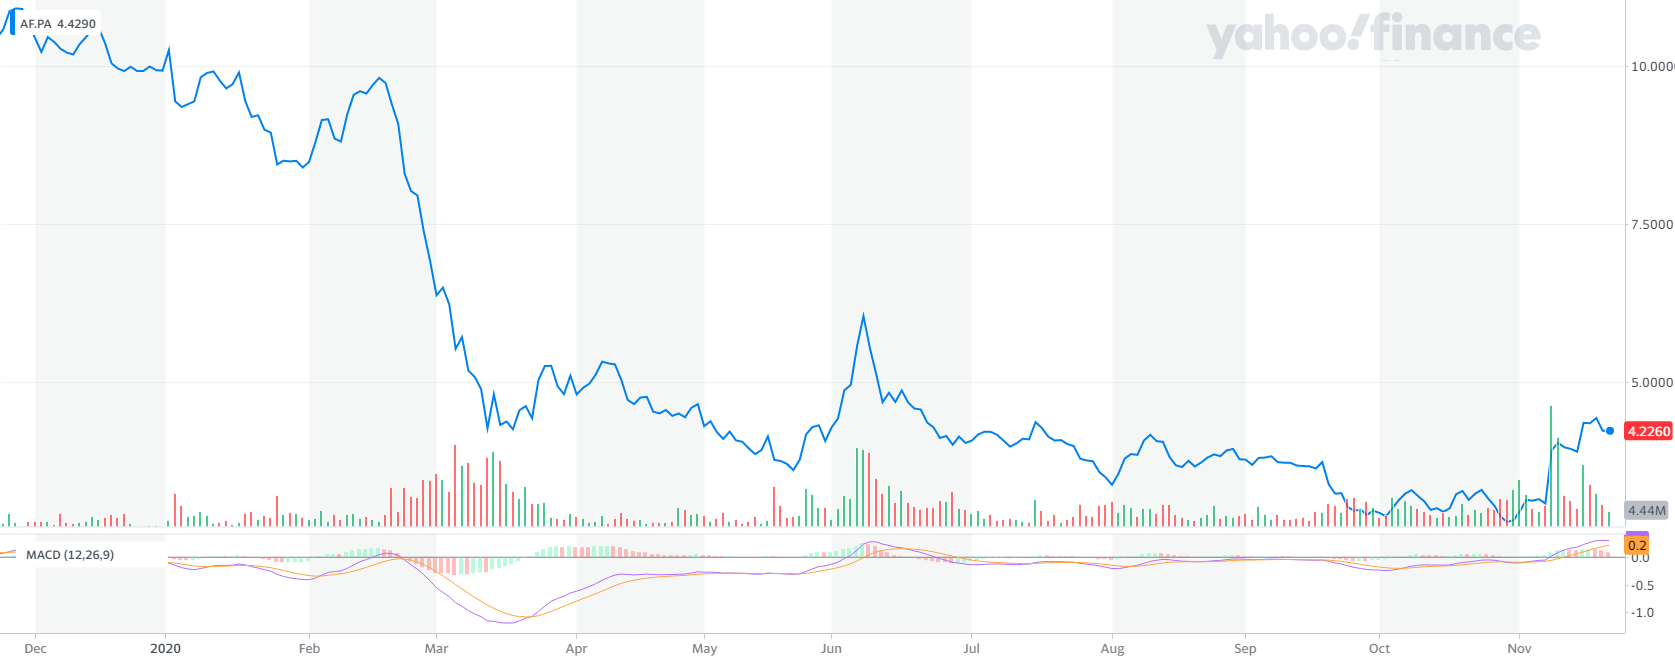 AF.PA 4.4290
yahoo!finance
10.000
7.5000
5.0000
4.2260
4.44M
MACD (12,26,9)
0.2
0.0
-0.5
-1.0
Dec 2020 Feb Mar Apr May Jun Jul Aug Sep Oct Nov